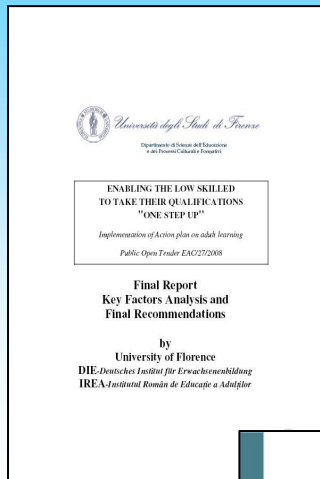 Università degli Studi di Firenze
Dipartimento di Scienze dell'Educazione
e dei Processi Culturali e Formativi
ENABLING THE LOW SKILLED
TO TAKE THEIR QUALIFICATIONS
"ONE STEP UP"
Implementation of Action plan on adult learning
Public Open Tender EAC/27/2008
Final Report
Key Factors Analysis and
Final Recommendations
by
University of Florence
DIE-Deutsches Institut für Erwachsenenbildung
IREA-Institutul Român de Educaţie a Adulţilor